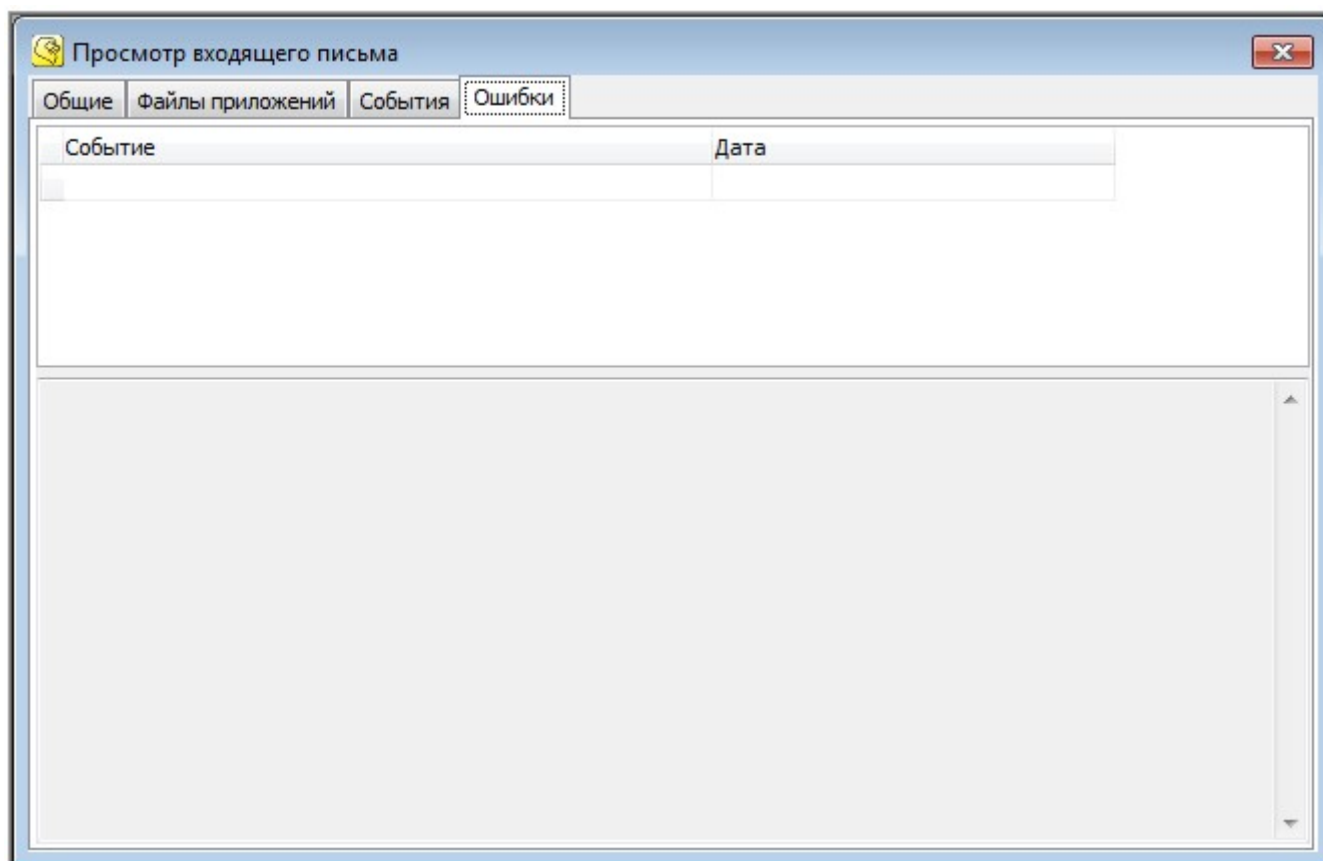 Просмотр входящего письма
Общие Файлы приложений События Ошибки
Событие Дата